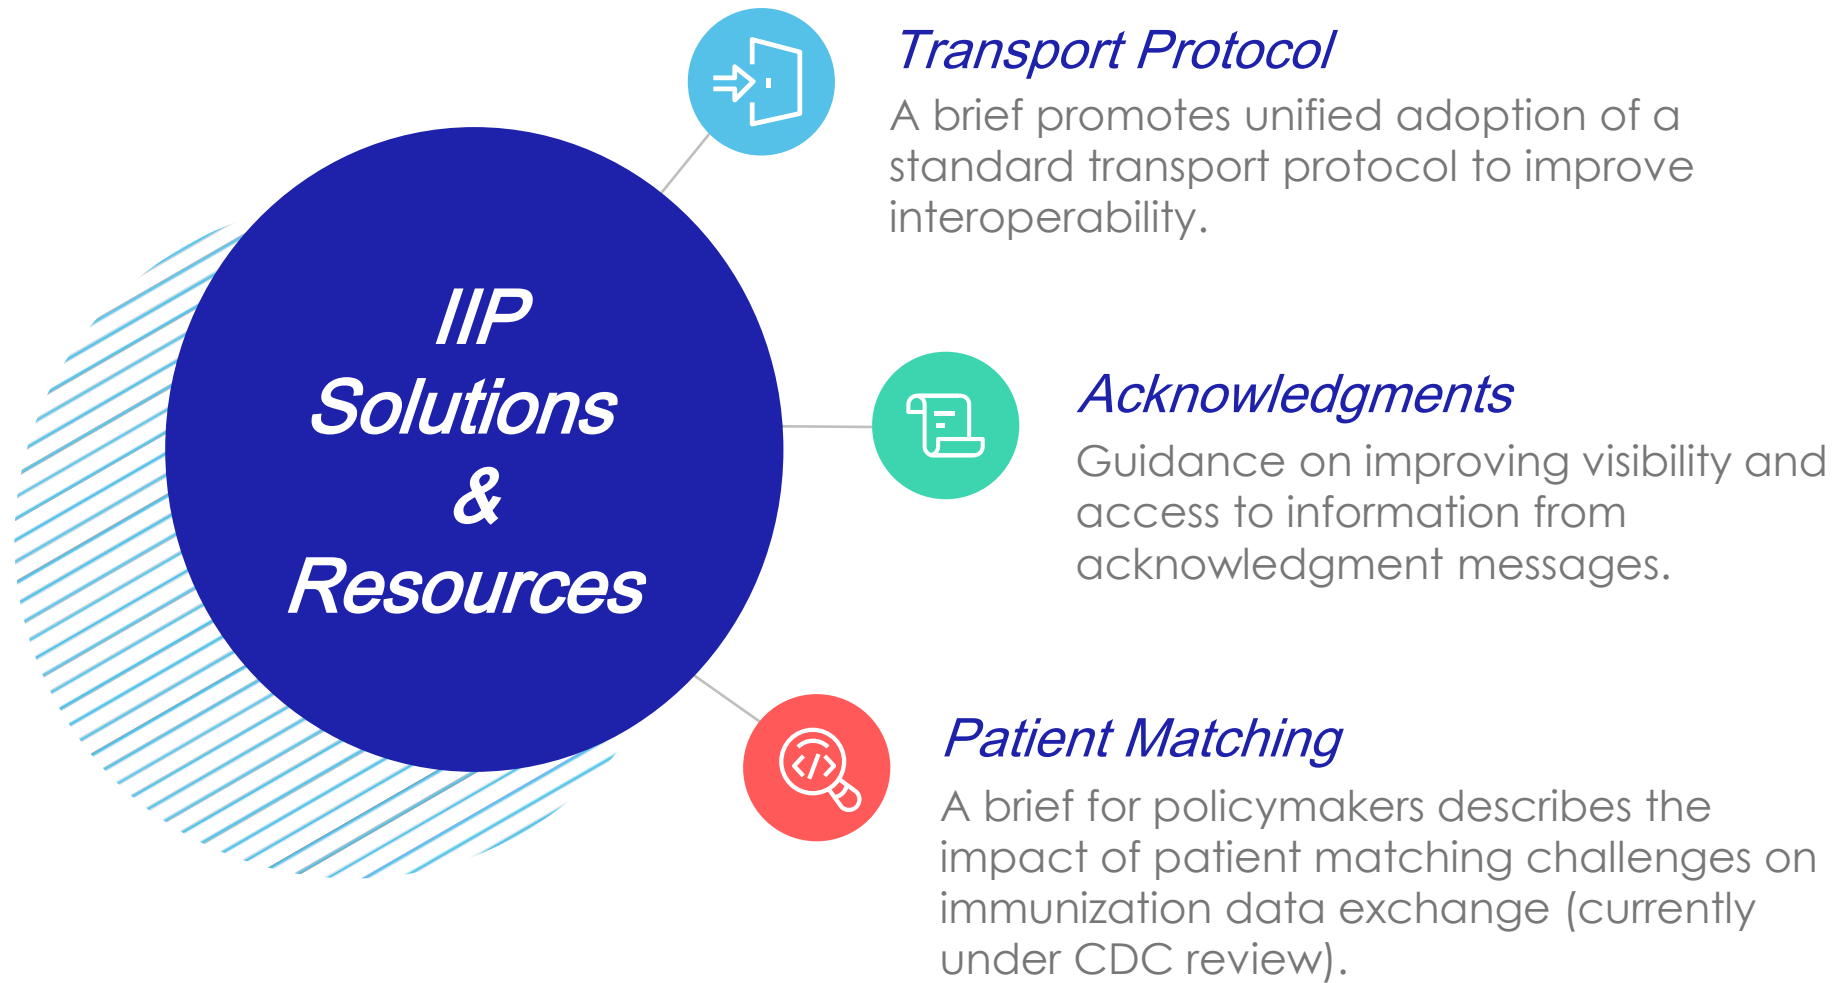 IIP
Solutions
&
Resources
Transport Protocol
A brief promotes unified adoption of a
standard transport protocol to improve
interoperability.
Acknowledgments
Guidance on improving visibility and
access to information from
acknowledgment messages.
Patient Matching
A brief for policymakers describes the
impact of patient matching challenges on
immunization data exchange (currently
under CDC review).